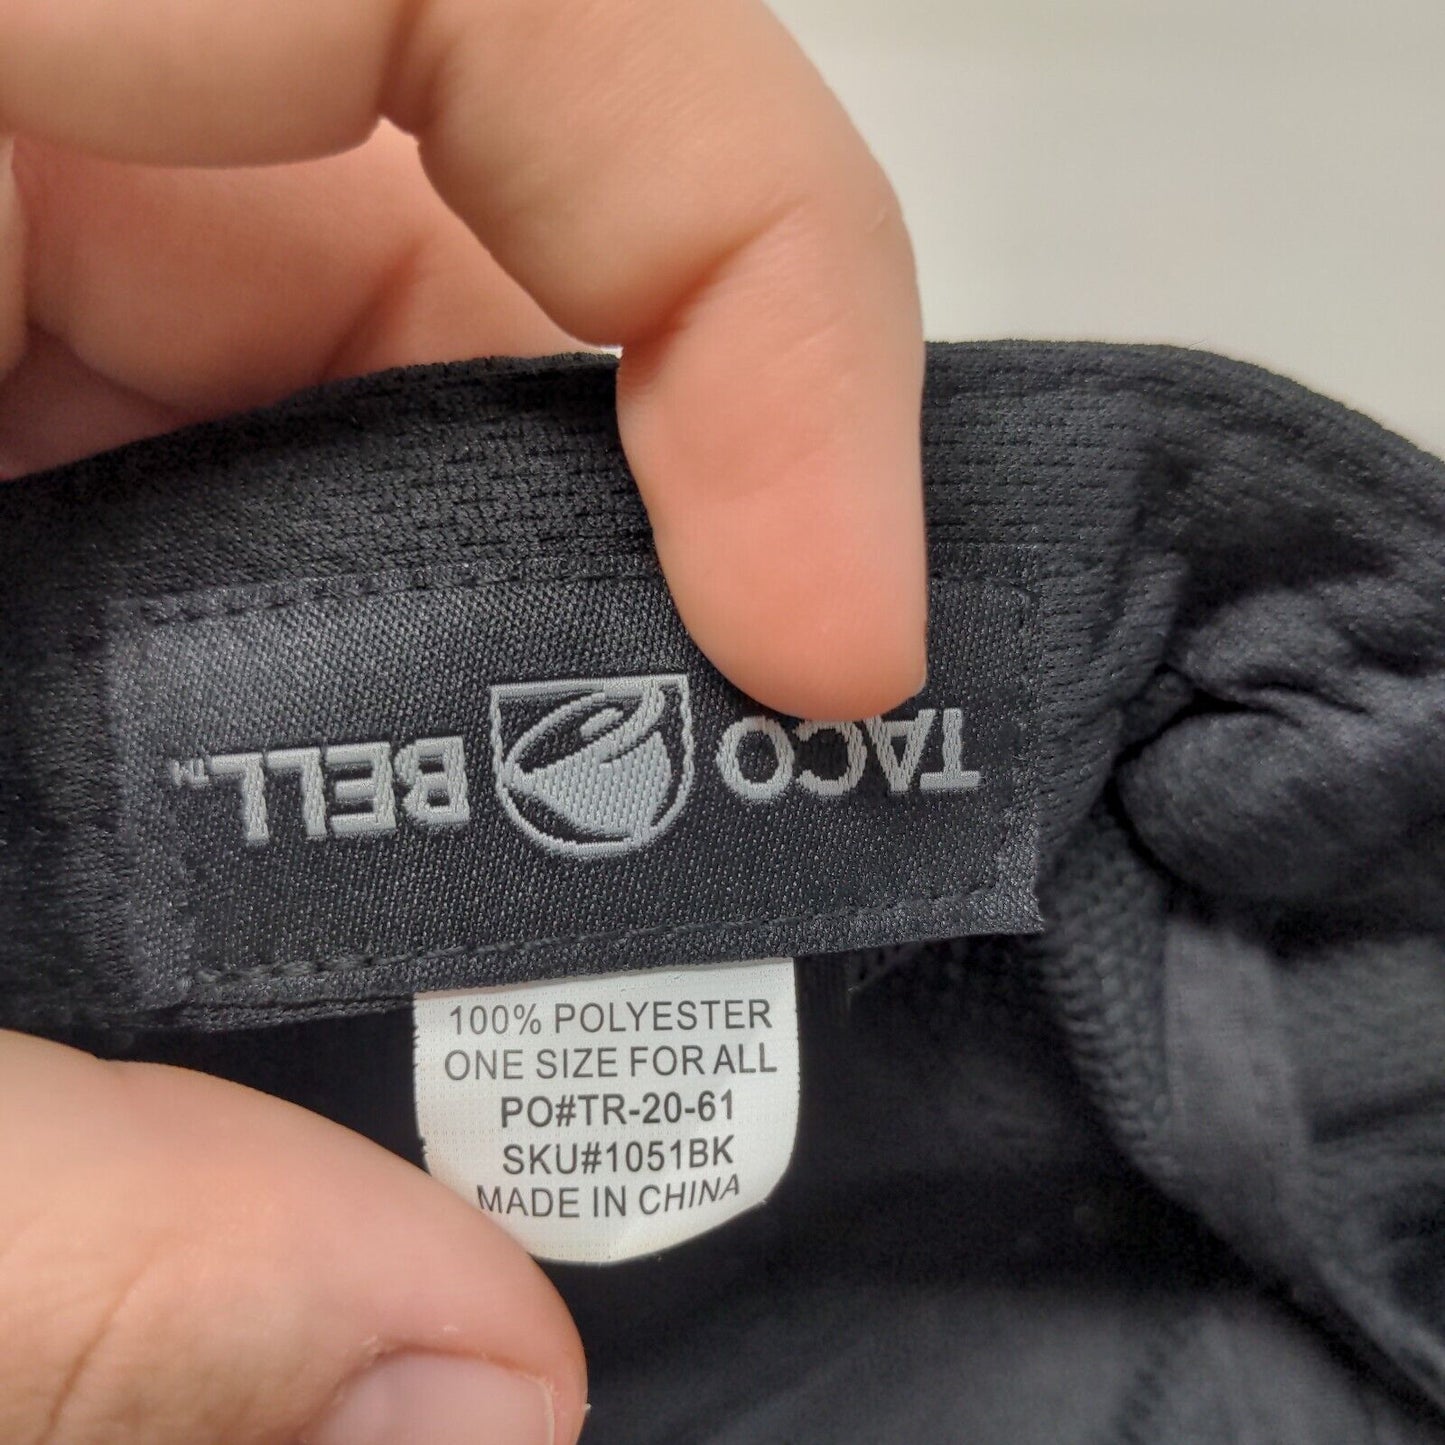 TACO BELL™
100% POLYESTER
ONE SIZE FOR ALL
PO#TR-20-61
SKU#1051BK
MADE IN CHINA